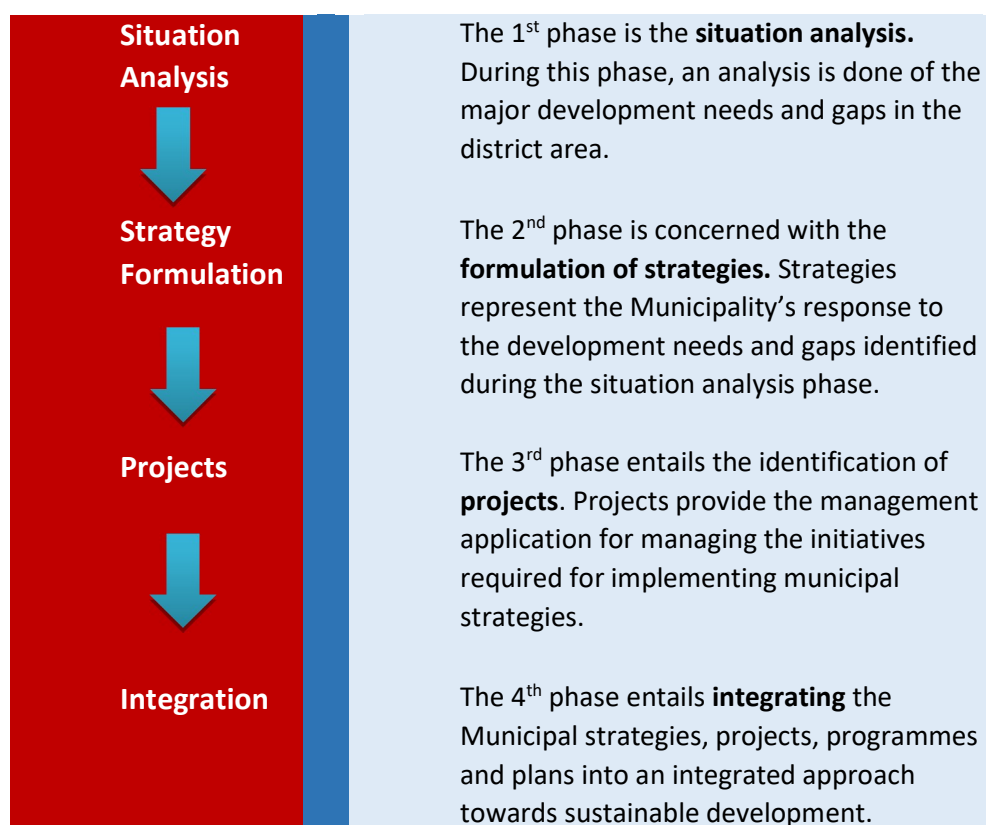 Situation
Analysis
The 1st phase is the situation analysis.
During this phase, an analysis is done of the
major development needs and gaps in the
district area.
Strategy
Formulation
The 2nd phase is concerned with the
formulation of strategies. Strategies
represent the Municipality’s response to
the development needs and gaps identified
during the situation analysis phase.
Projects
The 3rd phase entails the identification of
projects. Projects provide the management
application for managing the initiatives
required for implementing municipal
strategies.
Integration
The 4th phase entails integrating the
Municipal strategies, projects, programmes
and plans into an integrated approach
towards sustainable development.